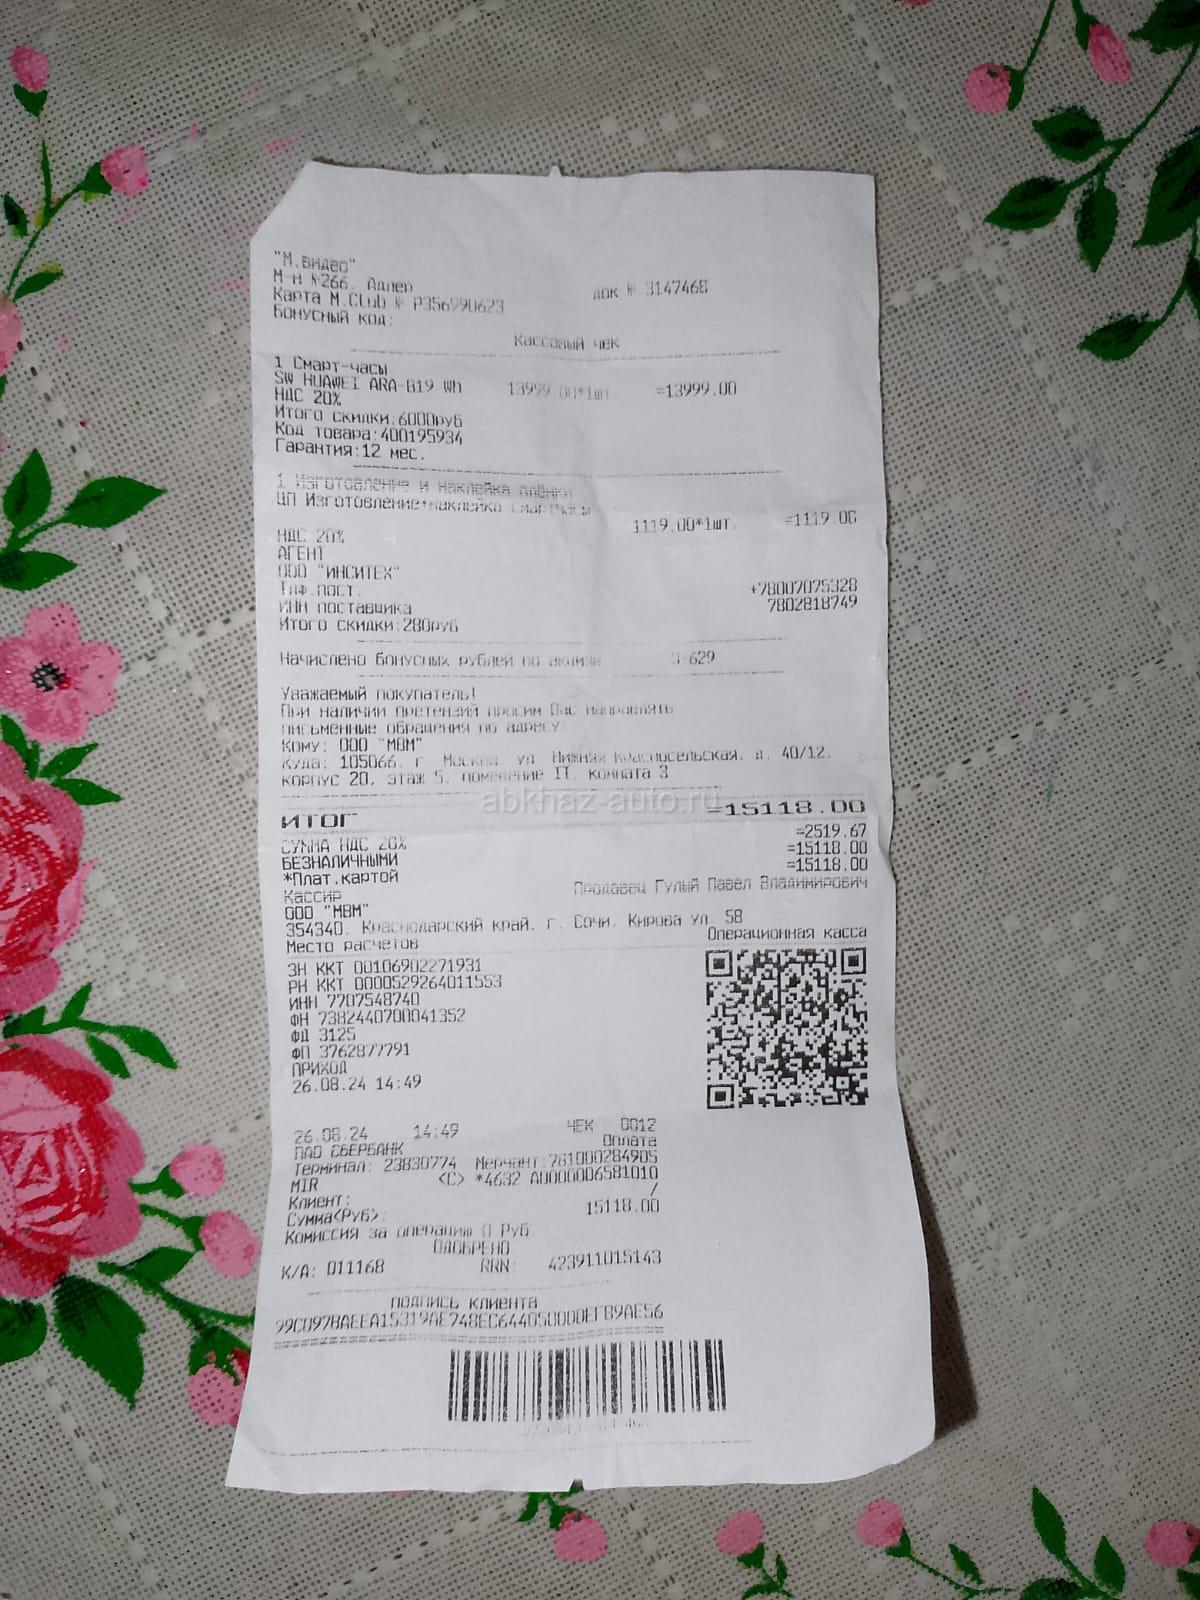 "М.видео"
М-н №266, Адлер
док № 3147468
Карта M.Club № P356990623
Бонусный код:
Кассовый чек
1 Смарт-часы
SW HUAWEI ARA-B19 Wh 13999.00*1шт. =13999.00
НДС 20%
Итого скидки:6000руб
Код товара:400195934
Гарантия:12 мес.
1 Изготовление и наклейка плёнки
ЦП Изготовление+наклейка смартчасы
1119.00*1шт. =1119.00
НДС 20%
АГЕНТ
ООО "ИНСИТЕХ"
Тлф.пост. +78007075328
ИНН поставщика 7802818749
Итого скидки:280руб
Начислено бонусных рублей по акции 629
Уважаемый покупатель!
При наличии претензий просим Вас направлять
письменные обращения по адресу:
Кому: ООО "МВМ"
Куда: 105066, г. Москва, ул. Нижняя Красносельская, д. 40/12,
корпус 20, этаж 5, помещение II, комната 3
abkhaz-auto.ru
ИТОГ =15118.00
СУММА НДС 20% =2519.67
БЕЗНАЛИЧНЫМИ =15118.00
*Плат.картой =15118.00
Кассир Продавец Гулый Павел Владимирович
ООО "МВМ"
354340, Краснодарский край, г. Сочи, Кирова ул, 58
Место расчетов Операционная касса
ЗН ККТ 00106902271931
РН ККТ 0000529264011553
ИНН 7707548740
ФН 7382440700041352
ФД 3125
ФП 3762877791
ПРИХОД
26.08.24 14:49
26.08.24 14:49 ЧЕК 0012
ПАО СБЕРБАНК Оплата
Терминал: 23830774 Мерчант:781000284905
MIR <C> *4632 A0000006581010
Клиент: /
Сумма<Руб>: 15118.00
Комиссия за операцию 0 Руб.
ОДОБРЕНО
К/А: 011168 RRN: 423911015143
подпись клиента